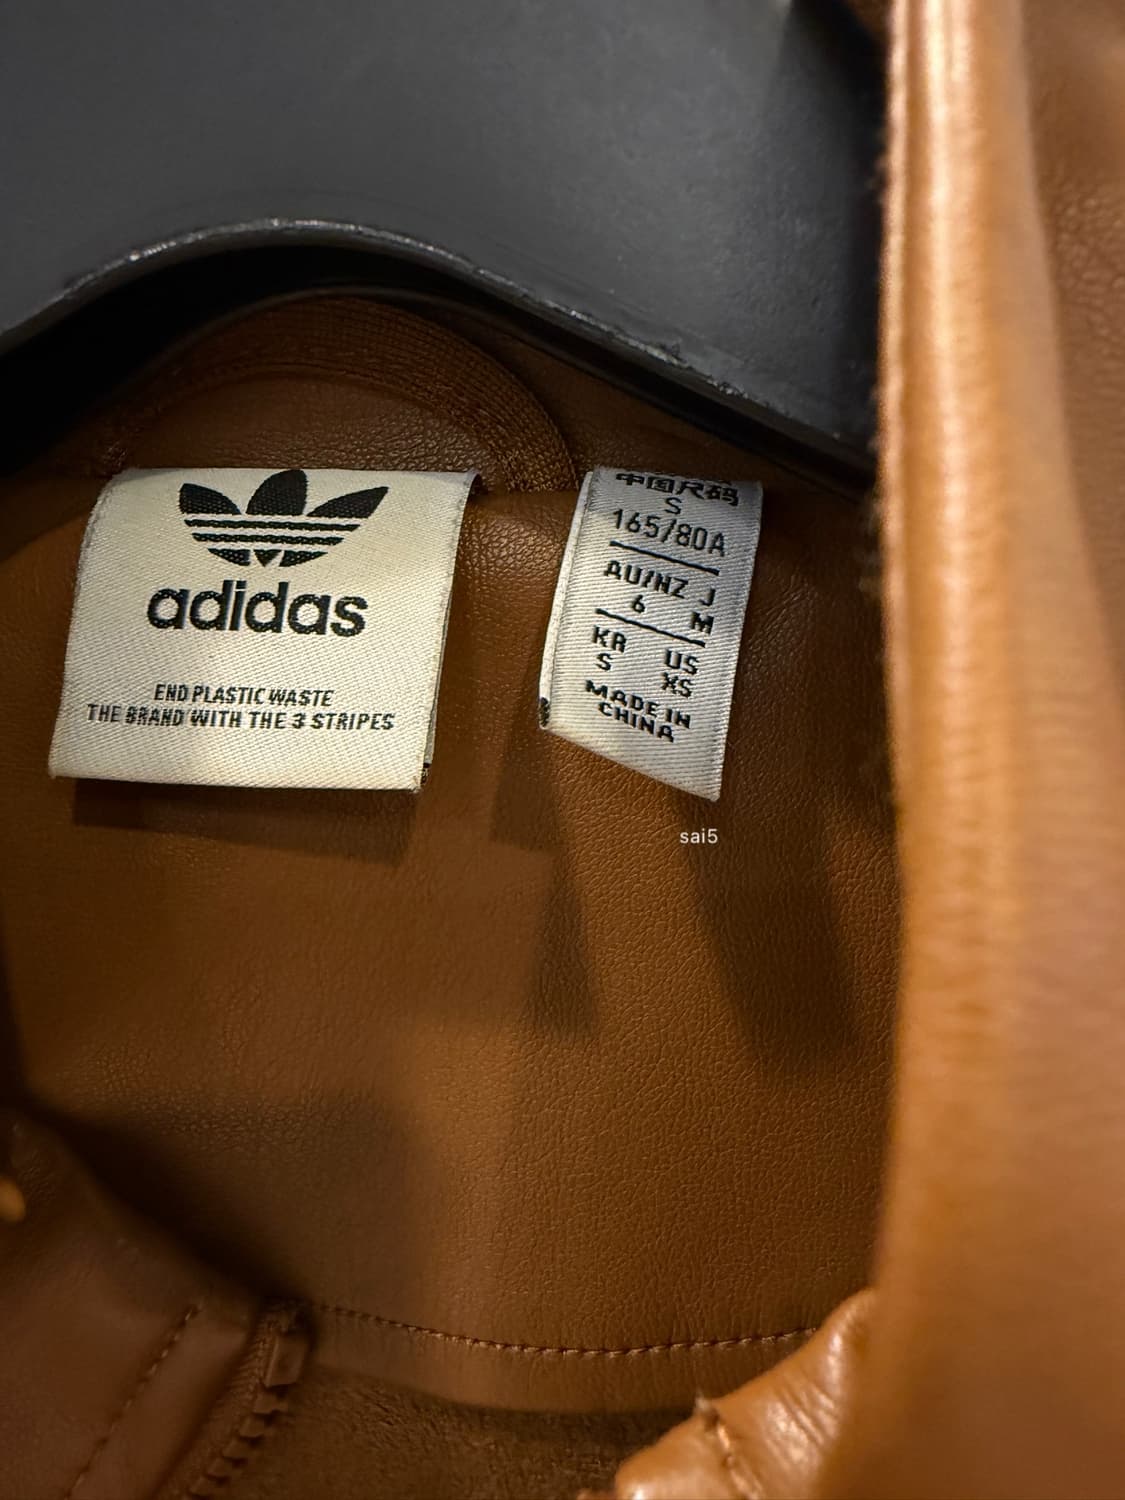 adidas
END PLASTIC WASTE
THE BRAND WITH THE 3 STRIPES
中国尺码
S
165/80A
AU/NZ J
6 M
KR US
S XS
MADE IN
CHINA
sai5